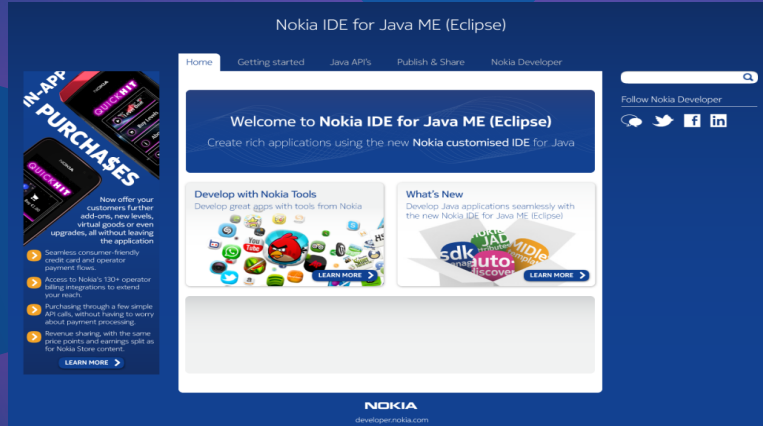 Nokia IDE for Java ME (Eclipse)
Home Getting started Java API's Publish & Share Nokia Developer
IN-APP
PURCHA$ES
QUICKHIT
QUICKHIT
Now offer your
customers further
add-ons, new levels,
virtual goods or even
upgrades, all without leaving
the application
Seamless consumer-friendly
credit card and operator
payment flows.
Access to Nokia's 130+ operator
billing integrations to extend
your reach.
Purchasing through a few simple
API calls, without having to worry
about payment processing.
Revenue sharing, with the same
price points and earnings split as
for Nokia Store content.
LEARN MORE
Welcome to Nokia IDE for Java ME (Eclipse)
Create rich applications using the new Nokia customised IDE for Java
Develop with Nokia Tools
Develop great apps with tools from Nokia
You
Tube
LEARN MORE
What's New
Develop Java applications seamlessly with
the new Nokia IDE for Java ME (Eclipse)
JAD
sdk
auto-
discover
MIDlet
LEARN MORE
Follow Nokia Developer
NOKIA
developer.nokia.com